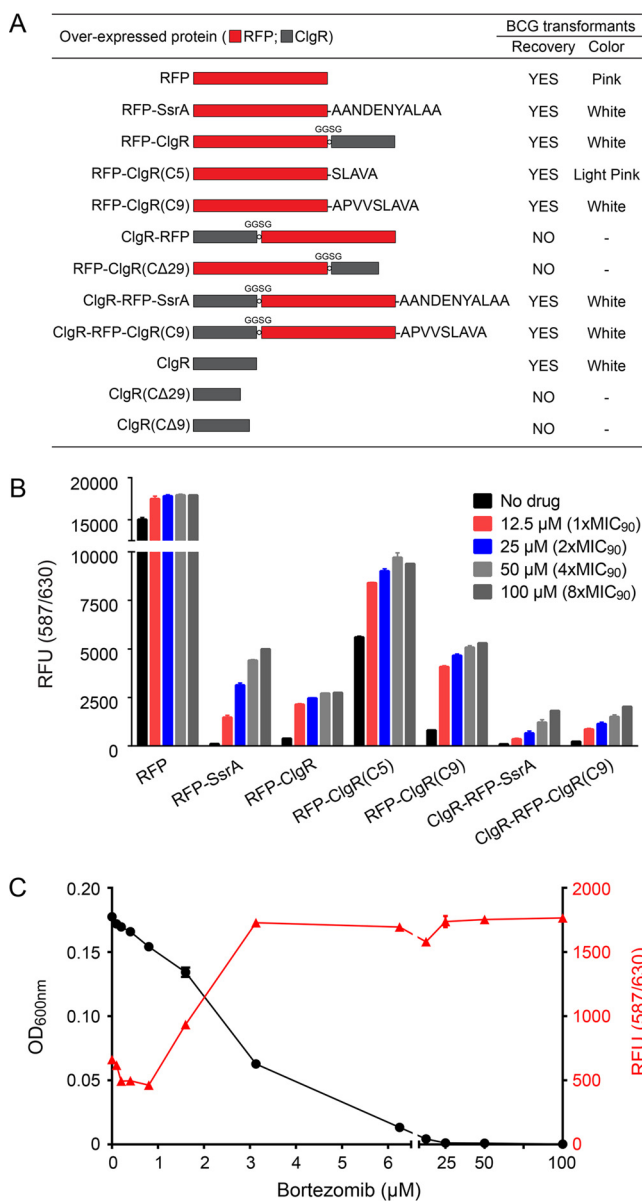 A
Over-expressed protein ( RFP; ClgR)
BCG transformants
Recovery Color
RFP YES Pink
RFP-SsrA -AANDENYALAA YES White
GGSG
RFP-ClgR YES White
RFP-ClgR(C5) -SLAVA YES Light Pink
RFP-ClgR(C9) -APVVSLAVA YES White
GGSG
ClgR-RFP NO -
GGSG
RFP-ClgR(CΔ29) NO -
GGSG
ClgR-RFP-SsrA -AANDENYALAA YES White
GGSG
ClgR-RFP-ClgR(C9) -APVVSLAVA YES White
ClgR YES White
ClgR(CΔ29) NO -
ClgR(CΔ9) NO -
B
RFU (587/630)
20000
15000
10000
7500
5000
2500
0
No drug
12.5 μM (1xMIC90)
25 μM (2xMIC90)
50 μM (4xMIC90)
100 μM (8xMIC90)
RFP
RFP-SsrA
RFP-ClgR
RFP-ClgR(C5)
RFP-ClgR(C9)
ClgR-RFP-SsrA
ClgR-RFP-ClgR(C9)
C
OD600nm
0.20
0.15
0.10
0.05
0
2000
1500
1000
500
0
RFU (587/630)
0 1 2 3 4 5 6 25 50 100
Bortezomib (μM)